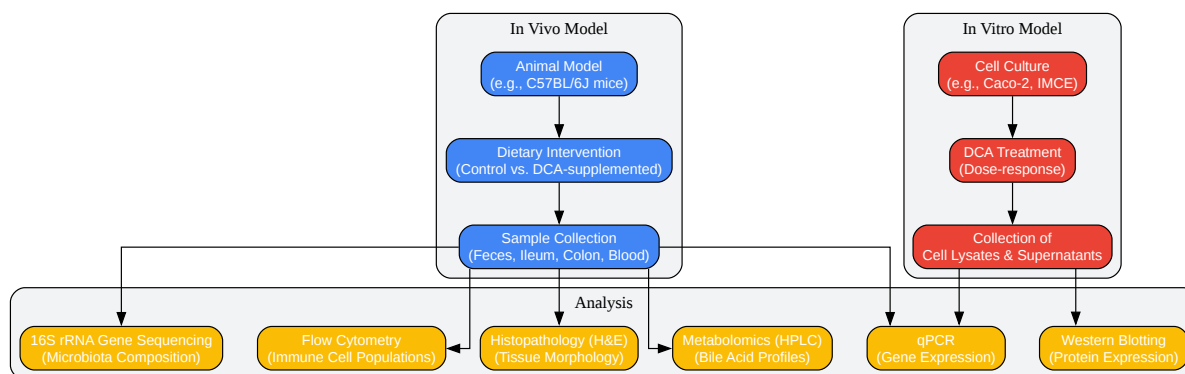 In Vivo Model
In Vitro Model
Animal Model
(e.g., C57BL/6J mice)
Cell Culture
(e.g., Caco-2, IMCE)
Dietary Intervention
(Control vs. DCA-supplemented)
DCA Treatment
(Dose-response)
Sample Collection
(Feces, Ileum, Colon, Blood)
Collection of
Cell Lysates & Supernatants
Analysis
16S rRNA Gene Sequencing
(Microbiota Composition)
Flow Cytometry
(Immune Cell Populations)
Histopathology (H&E)
(Tissue Morphology)
Metabolomics (HPLC)
(Bile Acid Profiles)
qPCR
(Gene Expression)
Western Blotting
(Protein Expression)